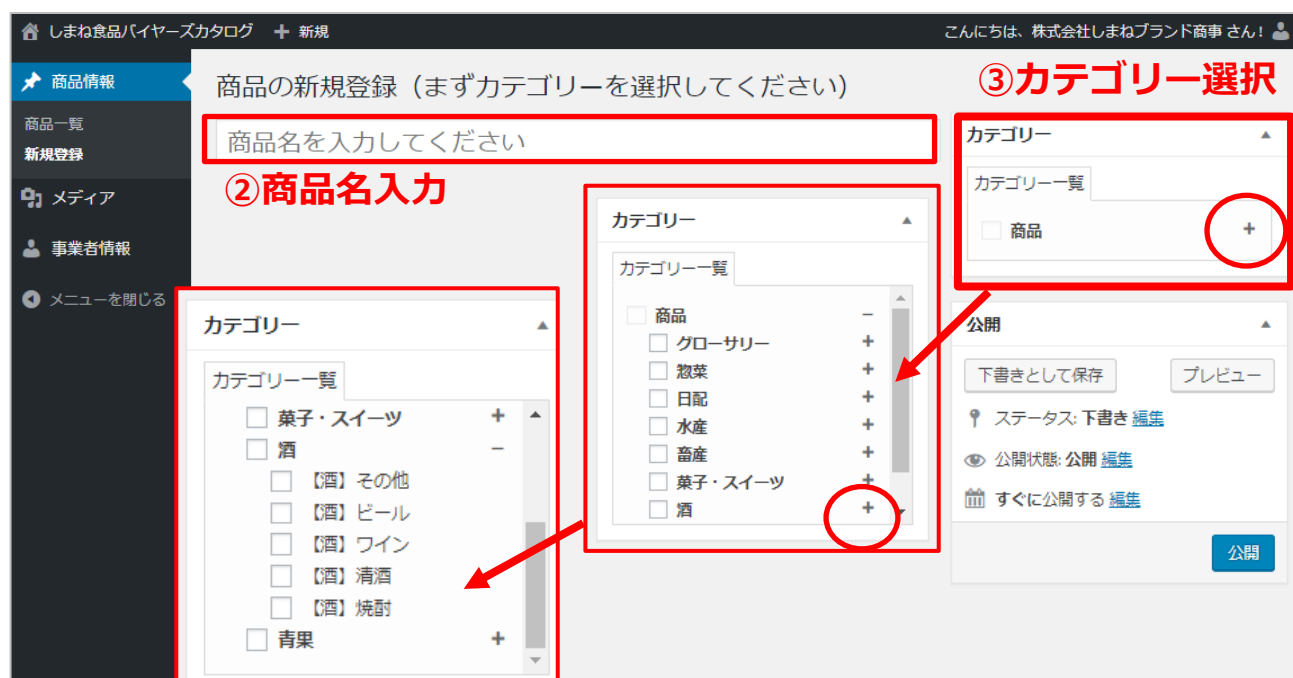 しまね食品バイヤーズカタログ + 新規
こんにちは、株式会社しまねブランド商事 さん!
商品情報
商品一覧
新規登録
メディア
事業者情報
メニューを閉じる
商品の新規登録（まずカテゴリーを選択してください）
商品名を入力してください
②商品名入力
③カテゴリー選択
カテゴリー
カテゴリー一覧
商品 +
カテゴリー
カテゴリー一覧
商品 −
グローサリー +
惣菜 +
日配 +
水産 +
畜産 +
菓子・スイーツ +
酒 +
カテゴリー
カテゴリー一覧
菓子・スイーツ +
酒 −
【酒】その他
【酒】ビール
【酒】ワイン
【酒】清酒
【酒】焼酎
青果 +
公開
下書きとして保存 プレビュー
ステータス: 下書き 編集
公開状態: 公開 編集
すぐに公開する 編集
公開